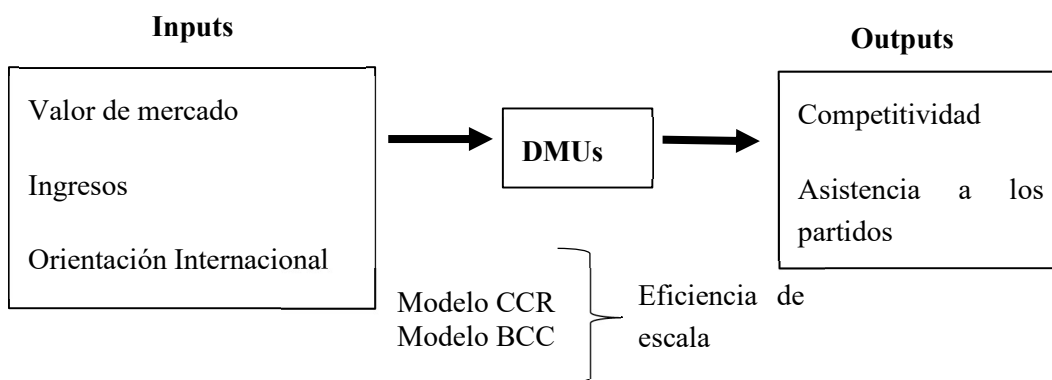 Inputs
Valor de mercado
Ingresos
Orientación Internacional
DMUs
Outputs
Competitividad
Asistencia a los
partidos
Modelo CCR
Modelo BCC
Eficiencia de
escala